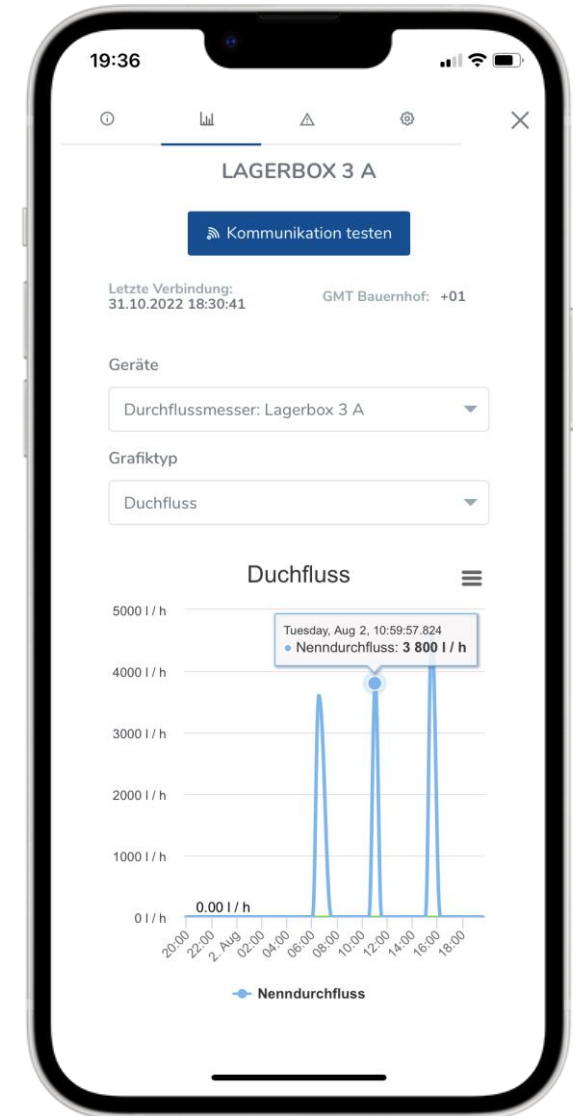 19:36
LAGERBOX 3 A
Kommunikation testen
Letzte Verbindung:
31.10.2022 18:30:41
GMT Bauernhof: +01
Geräte
Durchflussmesser: Lagerbox 3 A
Grafiktyp
Duchfluss
Duchfluss
5000 l / h
Tuesday, Aug 2, 10:59:57.824
Nenndurchfluss: 3 800 l / h
4000 l / h
3000 l / h
2000 l / h
1000 l / h
0.00 l / h
0 l / h
20:00 22:00 2. Aug 02:00 04:00 06:00 08:00 10:00 12:00 14:00 16:00 18:00
Nenndurchfluss